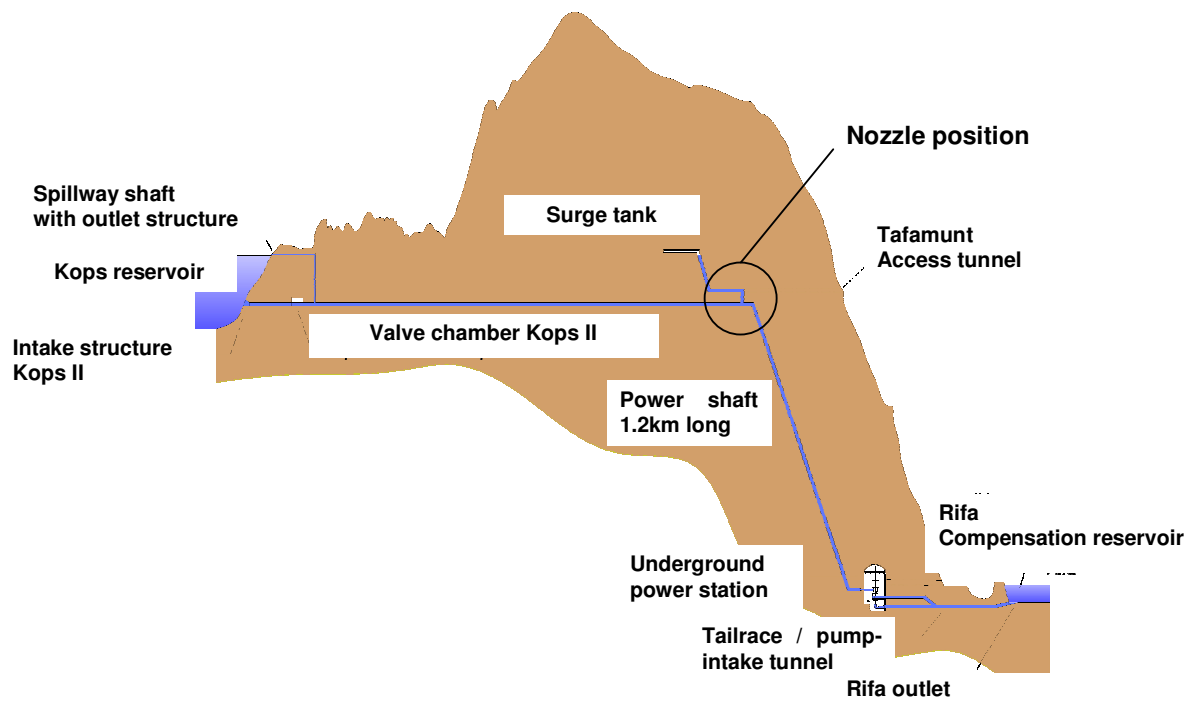 Nozzle position
Spillway shaft
with outlet structure
Surge tank
Tafamunt
Access tunnel
Kops reservoir
Valve chamber Kops II
Intake structure
Kops II
Power shaft
1.2km long
Rifa
Compensation reservoir
Underground
power station
Tailrace / pump-
intake tunnel
Rifa outlet